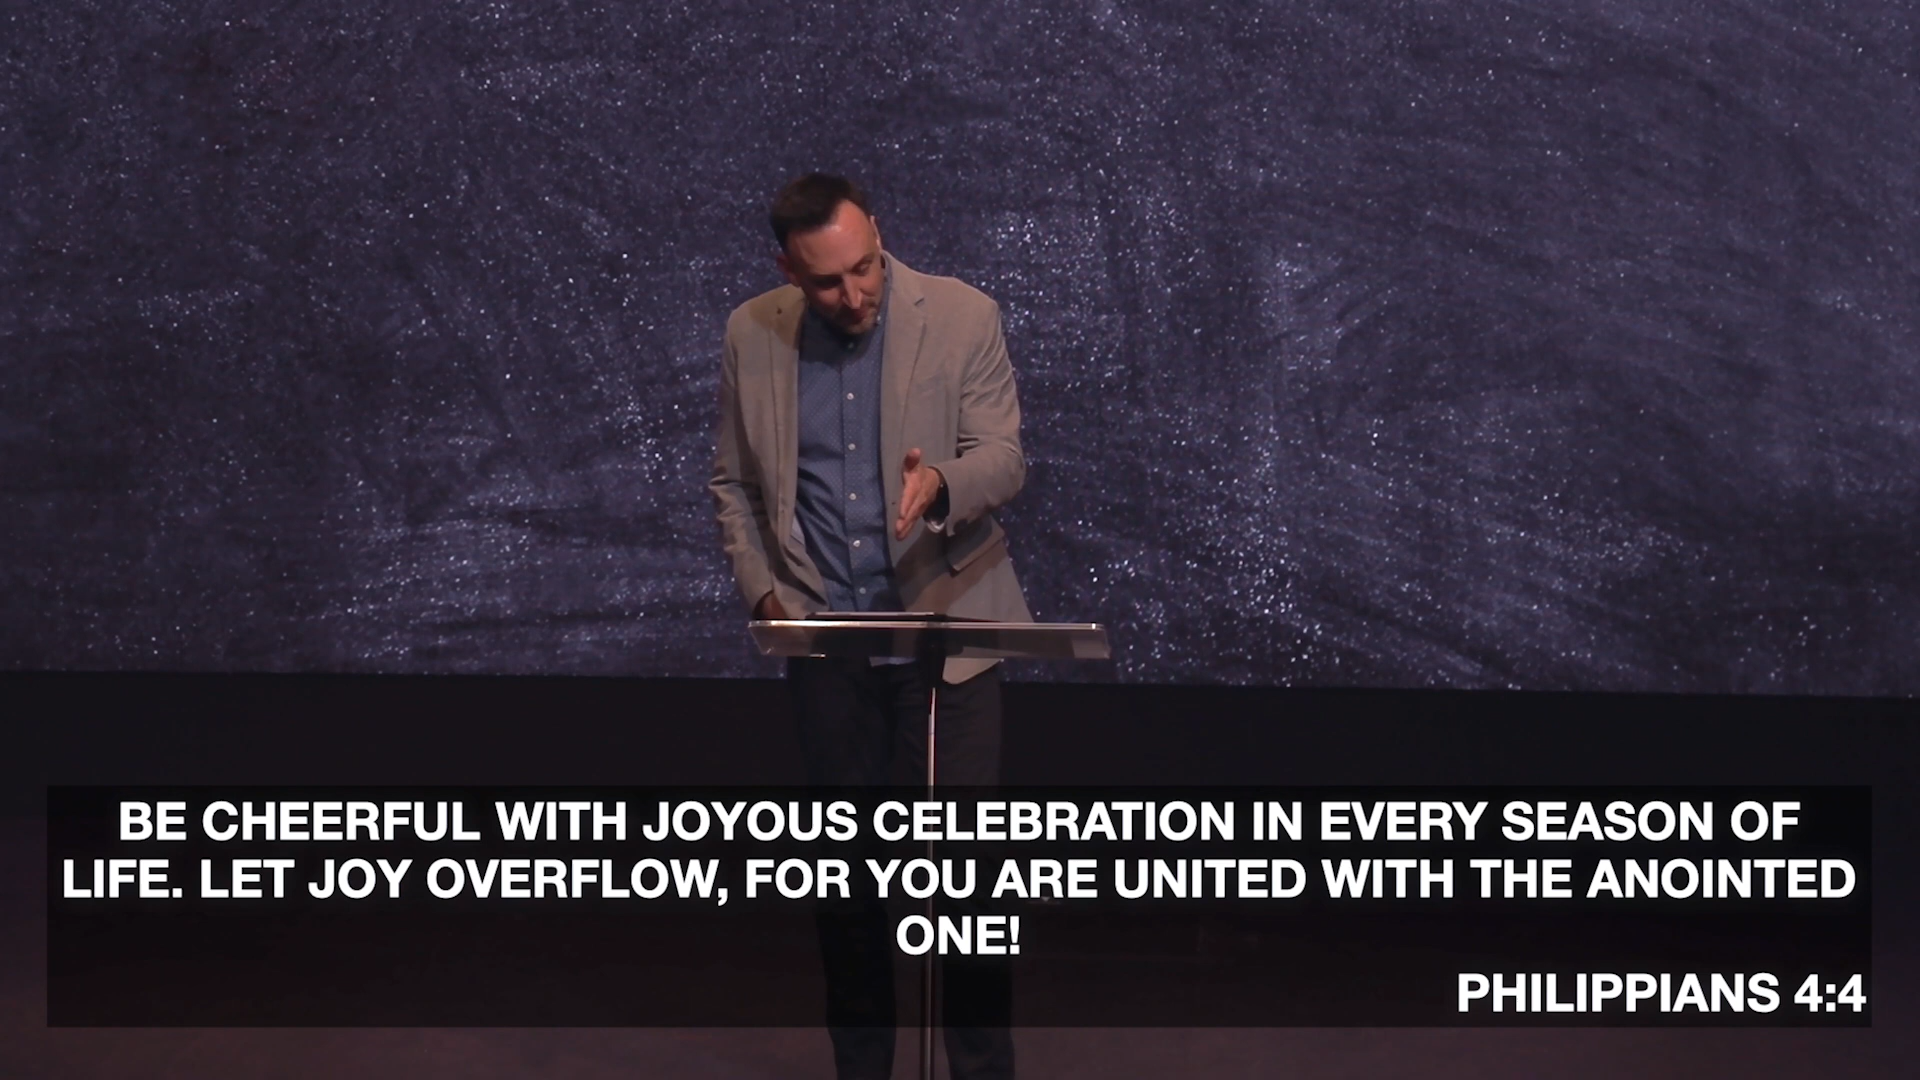 BE CHEERFUL WITH JOYOUS CELEBRATION IN EVERY SEASON OF
LIFE. LET JOY OVERFLOW, FOR YOU ARE UNITED WITH THE ANOINTED
ONE!
PHILIPPIANS 4:4